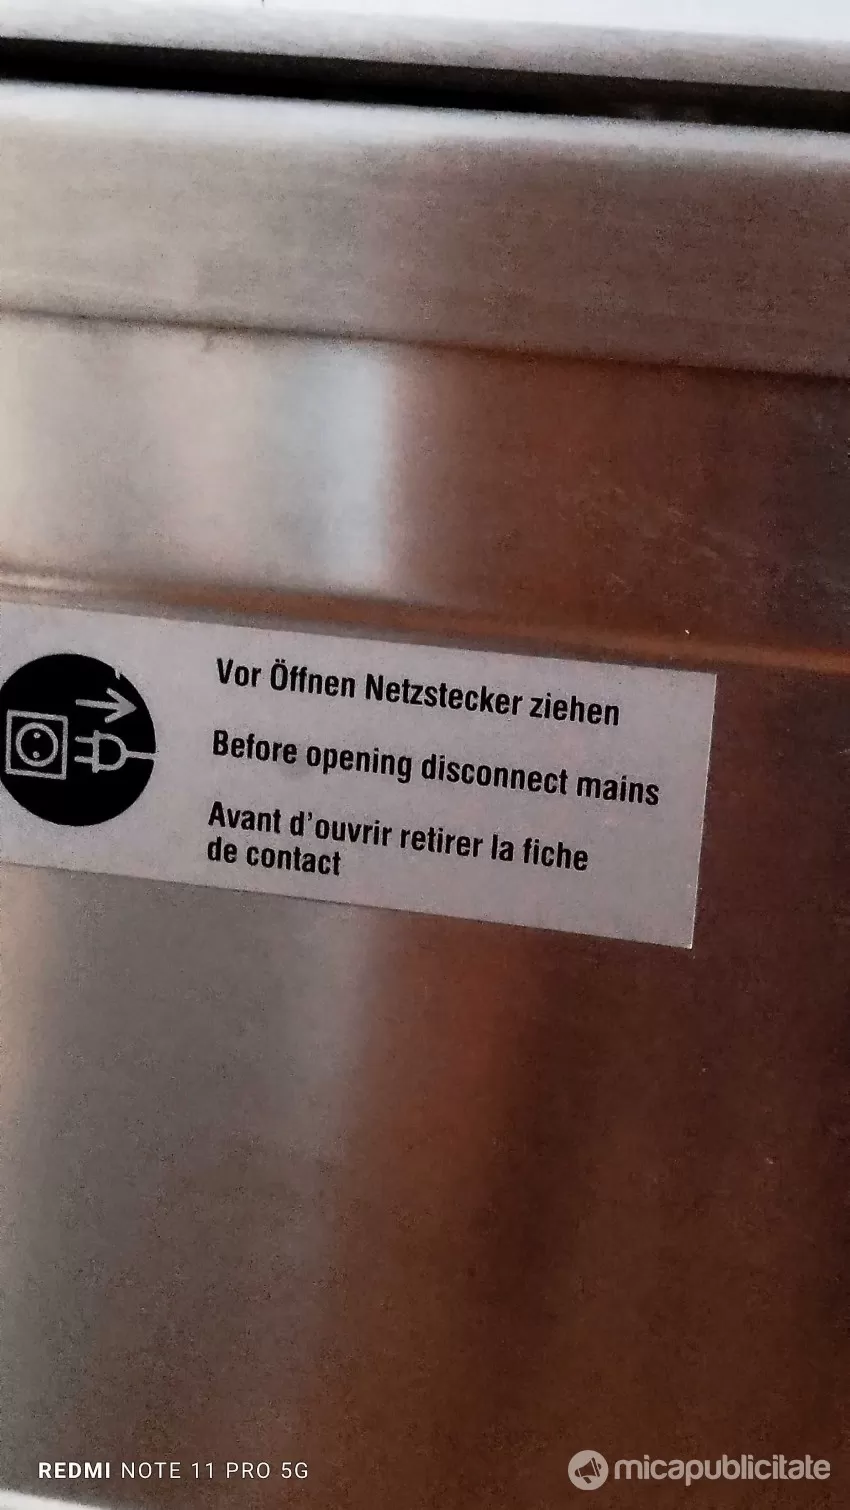 Vor Öffnen Netzstecker ziehen
Before opening disconnect mains
Avant d'ouvrir retirer la fiche
de contact
REDMI NOTE 11 PRO 5G
micapublicitate